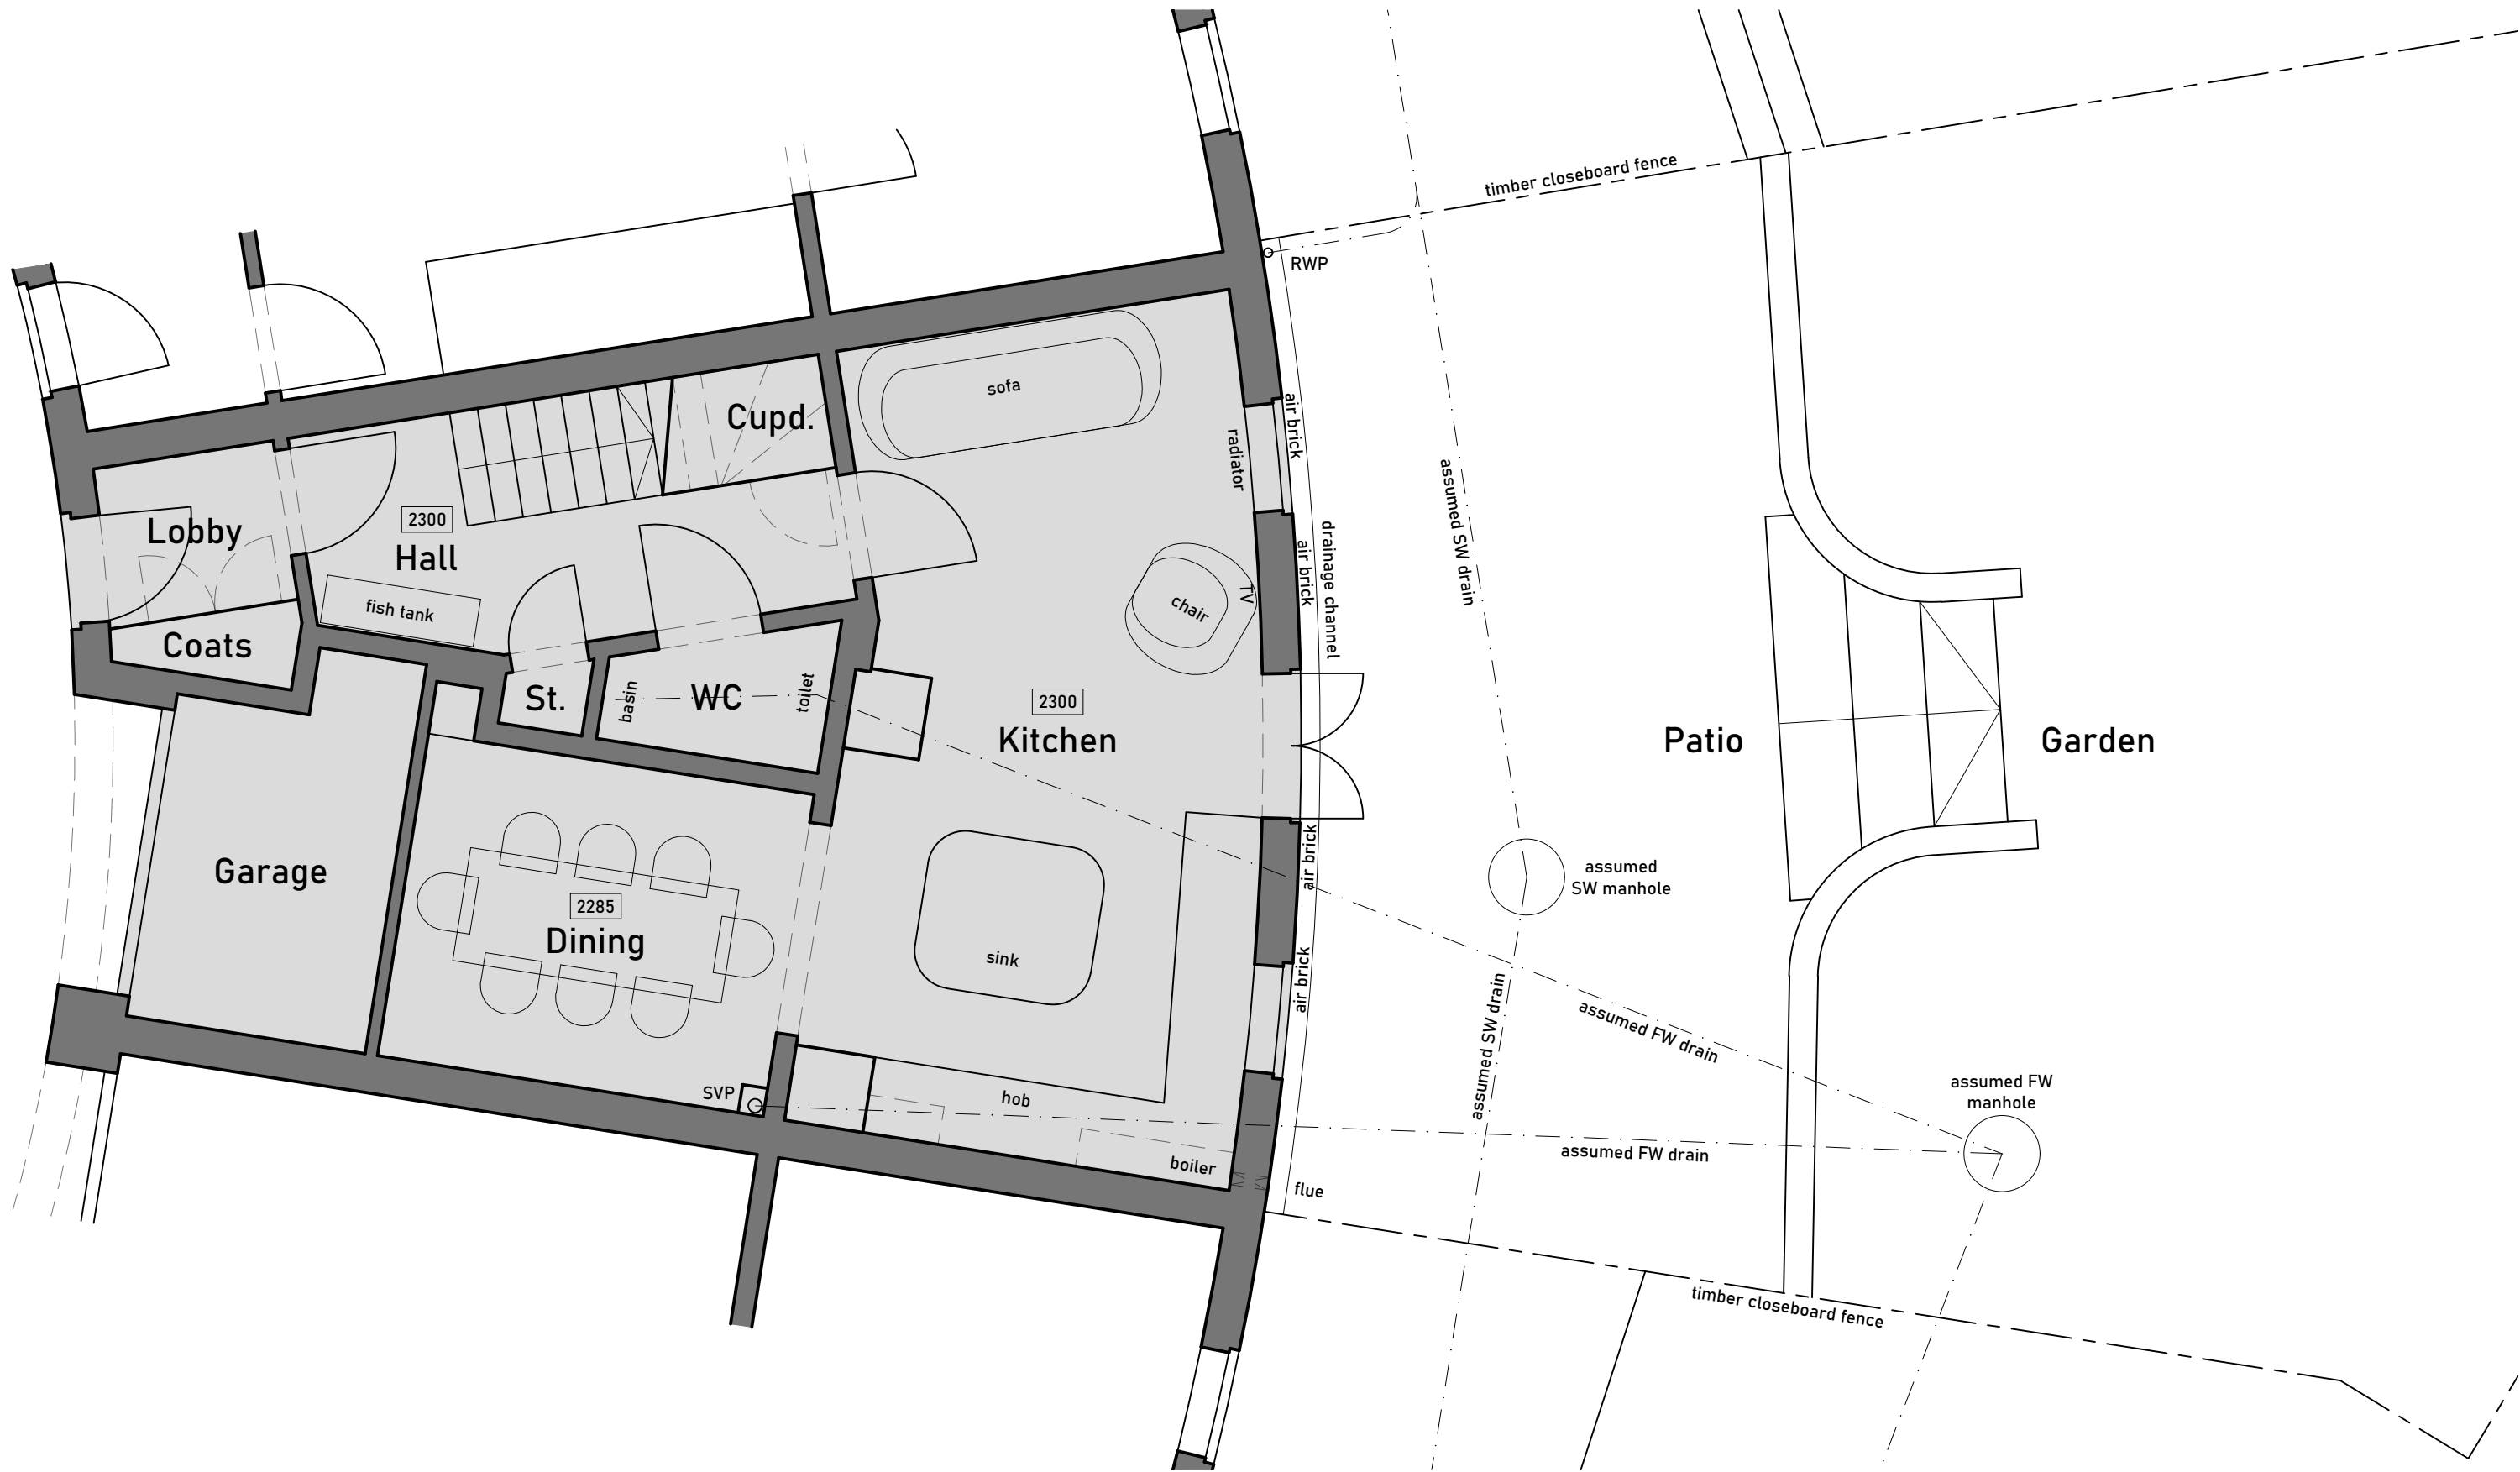 timber closeboard fence
RWP
sofa
Cupd.
air brick
radiator
assumed SW drain
2300
Lobby
Hall
drainage channel
air brick
TV
chair
fish tank
Coats
St.
basin
WC
toilet
2300
Kitchen
Patio
Garden
air brick
assumed
SW manhole
Garage
2285
Dining
sink
air brick
assumed SW drain
assumed FW drain
assumed FW
manhole
SVP
hob
assumed FW drain
boiler
flue
timber closeboard fence